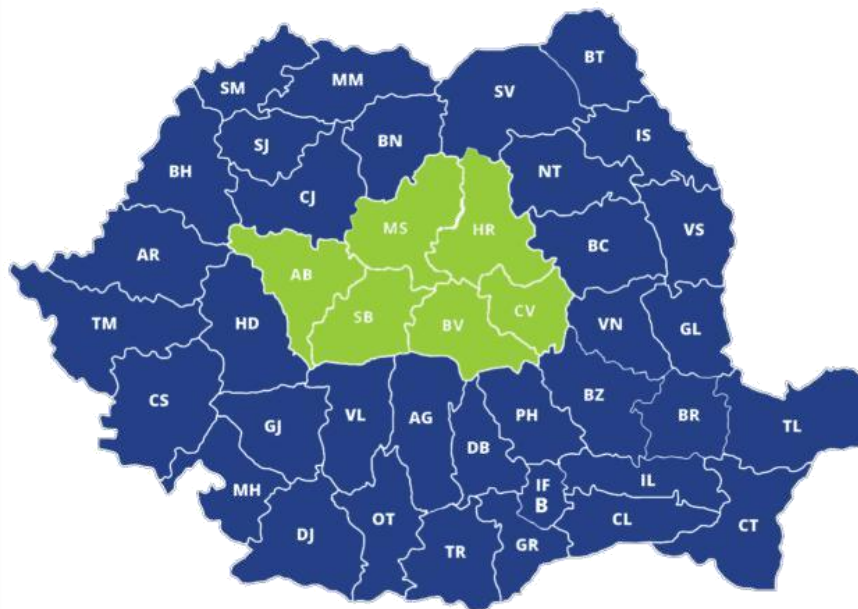 BT
MM
SM
SV
IS
BN
SJ
BH
NT
CJ
MS
HR
VS
BC
AR
AB
SB
CV
TM
HD
BV
VN
GL
BZ
CS
BR
VL
AG
PH
TL
GJ
DB
IL
IF
MH
B
OT
CL
CT
DJ
GR
TR